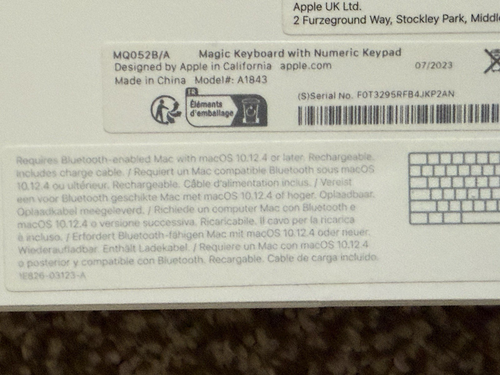 Apple UK Ltd.
2 Furzeground Way, Stockley Park, Middl
MQ052B/A Magic Keyboard with Numeric Keypad
Designed by Apple in California apple.com 07/2023
Made in China Model#: A1843
(S)Serial No. F0T3295RFB4JKP2AN
FR
Éléments
d'emballage
Requires Bluetooth-enabled Mac with macOS 10.12.4 or later. Rechargeable.
Includes charge cable. / Requiert un Mac compatible Bluetooth sous macOS
10.12.4 ou ultérieur. Rechargeable. Câble d'alimentation inclus. / Vereist
een voor Bluetooth geschikte Mac met macOS 10.12.4 of hoger. Oplaadbaar.
Oplaadkabel meegeleverd. / Richiede un computer Mac con Bluetooth e
macOS 10.12.4 o versione successiva. Ricaricabile. Il cavo per la ricarica
è incluso. / Erfordert Bluetooth-fähigen Mac mit macOS 10.12.4 oder neuer.
Wiederaufladbar. Enthält Ladekabel. / Requiere un Mac con macOS 10.12.4
o posterior y compatible con Bluetooth. Recargable. Cable de carga incluido.
1E826-03123-A